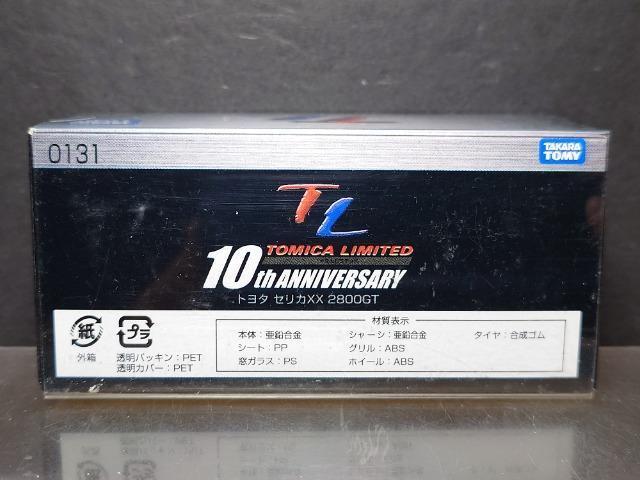 0131
TAKARA
TOMY
TL
TOMICA LIMITED
10th ANNIVERSARY
トヨタ セリカXX 2800GT
材質表示
紙
プラ
本体：亜鉛合金
シャーシ：亜鉛合金
タイヤ：合成ゴム
シート：PP
グリル：ABS
窓ガラス：PS
ホイール：ABS
外箱
透明パッキン：PET
透明カバー：PET